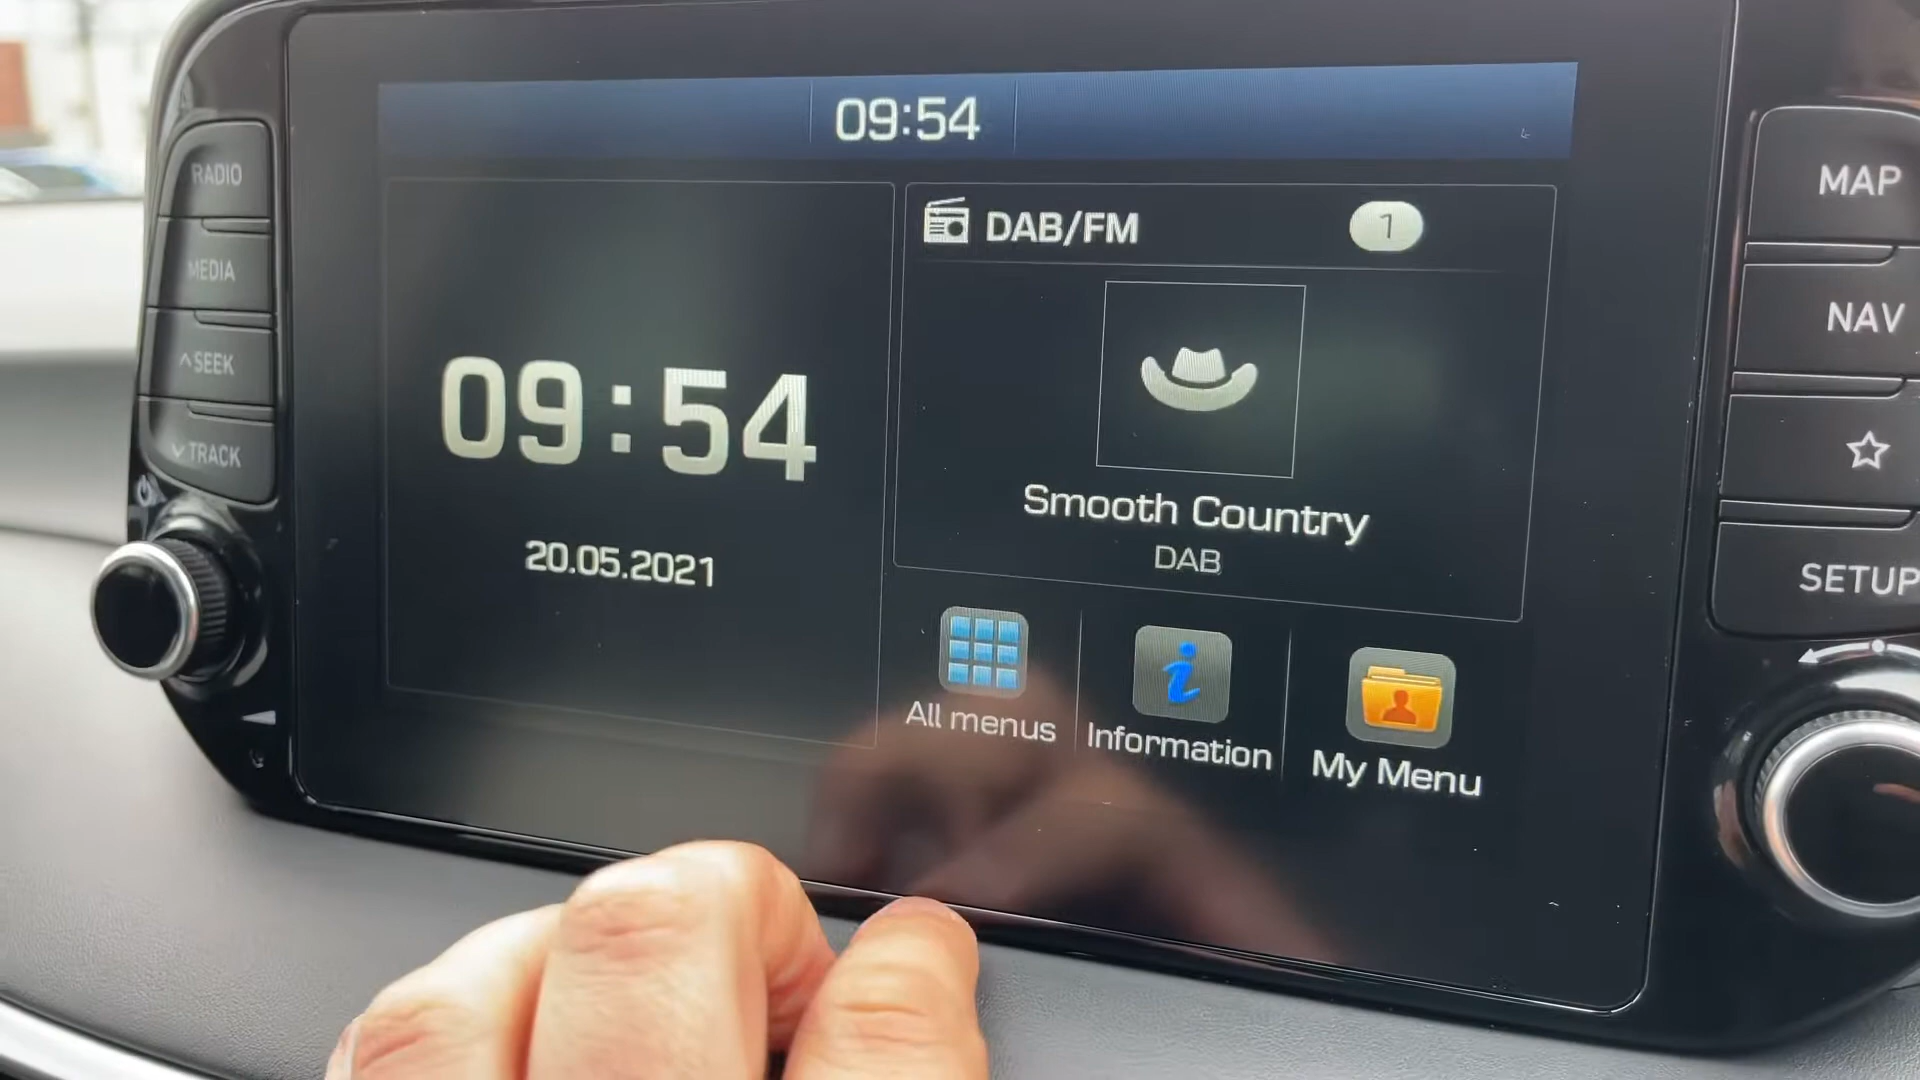 09:54
RADIO
MEDIA
SEEK
TRACK
09:54
20.05.2021
DAB/FM
1
Smooth Country
DAB
All menus
Information
My Menu
MAP
NAV
SETUP